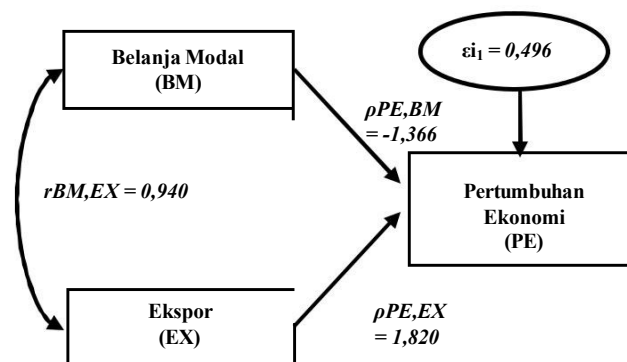 Belanja Modal
(BM)
εi₁ = 0,496
ρPE,BM
= -1,366
rBM,EX = 0,940
Pertumbuhan
Ekonomi
(PE)
Ekspor
(EX)
ρPE,EX
= 1,820